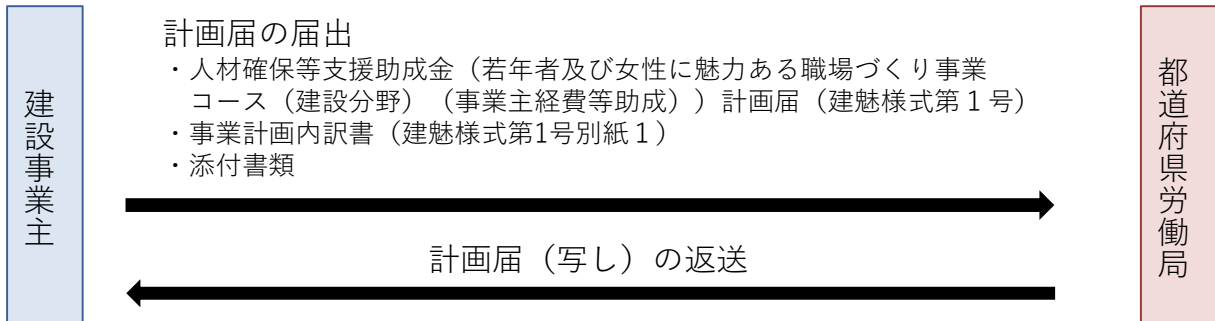 建設事業主
計画届の届出
・人材確保等支援助成金（若年者及び女性に魅力ある職場づくり事業
コース（建設分野）（事業主経費等助成））計画届（建魅様式第１号）
・事業計画内訳書（建魅様式第1号別紙１）
・添付書類
計画届（写し）の返送
都道府県労働局